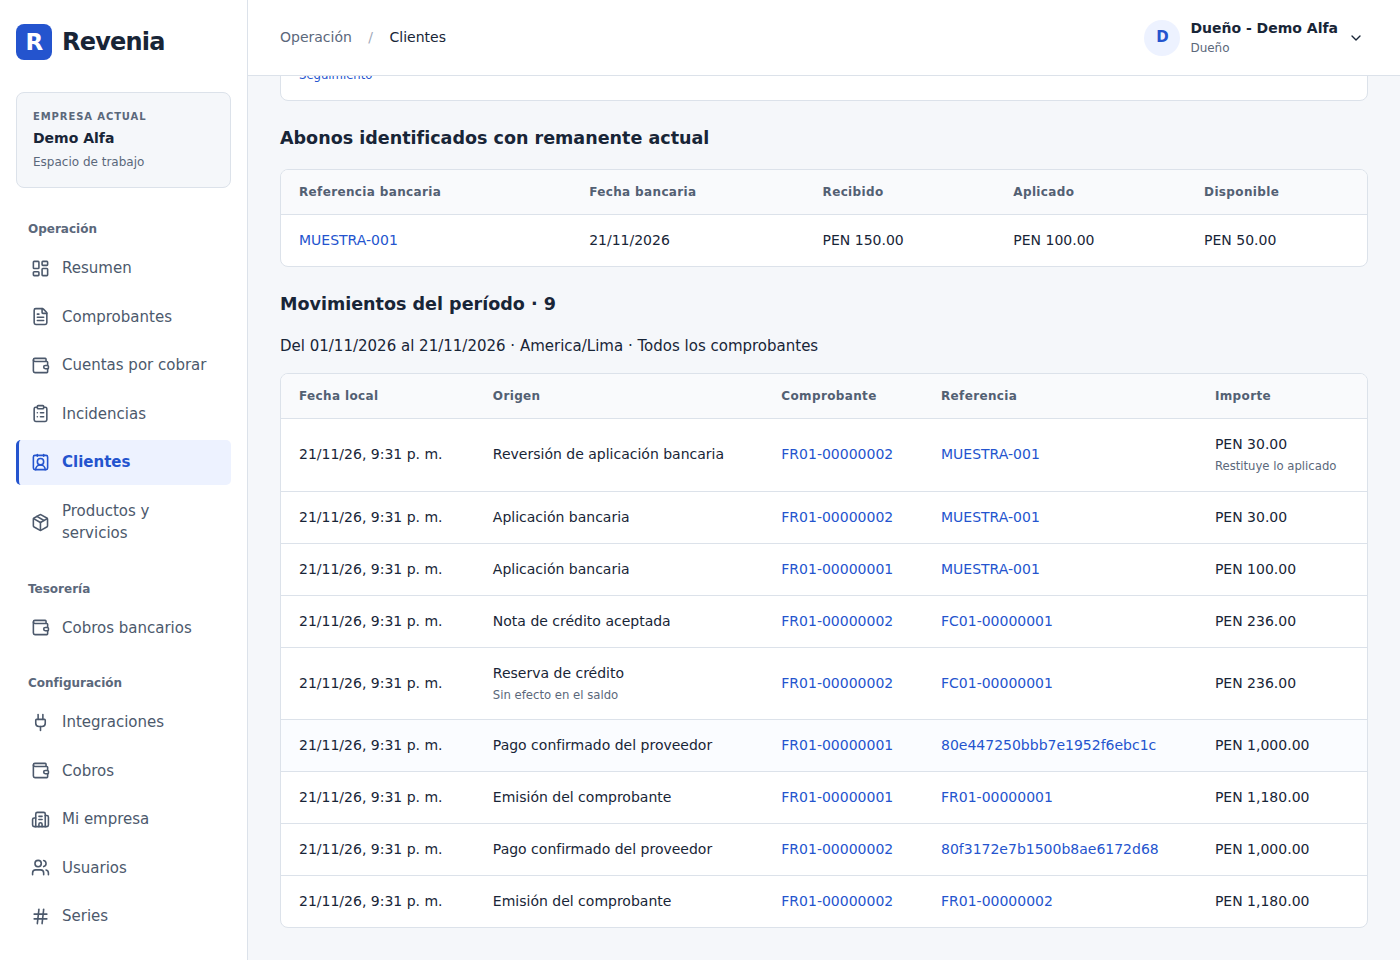 R Revenia
EMPRESA ACTUAL
Demo Alfa
Espacio de trabajo
Operación
Resumen
Comprobantes
Cuentas por cobrar
Incidencias
Clientes
Productos y
servicios
Tesorería
Cobros bancarios
Configuración
Integraciones
Cobros
Mi empresa
Usuarios
Series
Operación / Clientes
D Dueño - Demo Alfa
Dueño
Seguimiento
Abonos identificados con remanente actual
Referencia bancaria Fecha bancaria Recibido Aplicado Disponible
MUESTRA-001 21/11/2026 PEN 150.00 PEN 100.00 PEN 50.00
Movimientos del período · 9
Del 01/11/2026 al 21/11/2026 · America/Lima · Todos los comprobantes
Fecha local Origen Comprobante Referencia Importe
21/11/26, 9:31 p. m. Reversión de aplicación bancaria FR01-00000002 MUESTRA-001 PEN 30.00
Restituye lo aplicado
21/11/26, 9:31 p. m. Aplicación bancaria FR01-00000002 MUESTRA-001 PEN 30.00
21/11/26, 9:31 p. m. Aplicación bancaria FR01-00000001 MUESTRA-001 PEN 100.00
21/11/26, 9:31 p. m. Nota de crédito aceptada FR01-00000002 FC01-00000001 PEN 236.00
21/11/26, 9:31 p. m. Reserva de crédito FR01-00000002 FC01-00000001 PEN 236.00
Sin efecto en el saldo
21/11/26, 9:31 p. m. Pago confirmado del proveedor FR01-00000001 80e447250bbb7e1952f6ebc1c PEN 1,000.00
21/11/26, 9:31 p. m. Emisión del comprobante FR01-00000001 FR01-00000001 PEN 1,180.00
21/11/26, 9:31 p. m. Pago confirmado del proveedor FR01-00000002 80f3172e7b1500b8ae6172d68 PEN 1,000.00
21/11/26, 9:31 p. m. Emisión del comprobante FR01-00000002 FR01-00000002 PEN 1,180.00